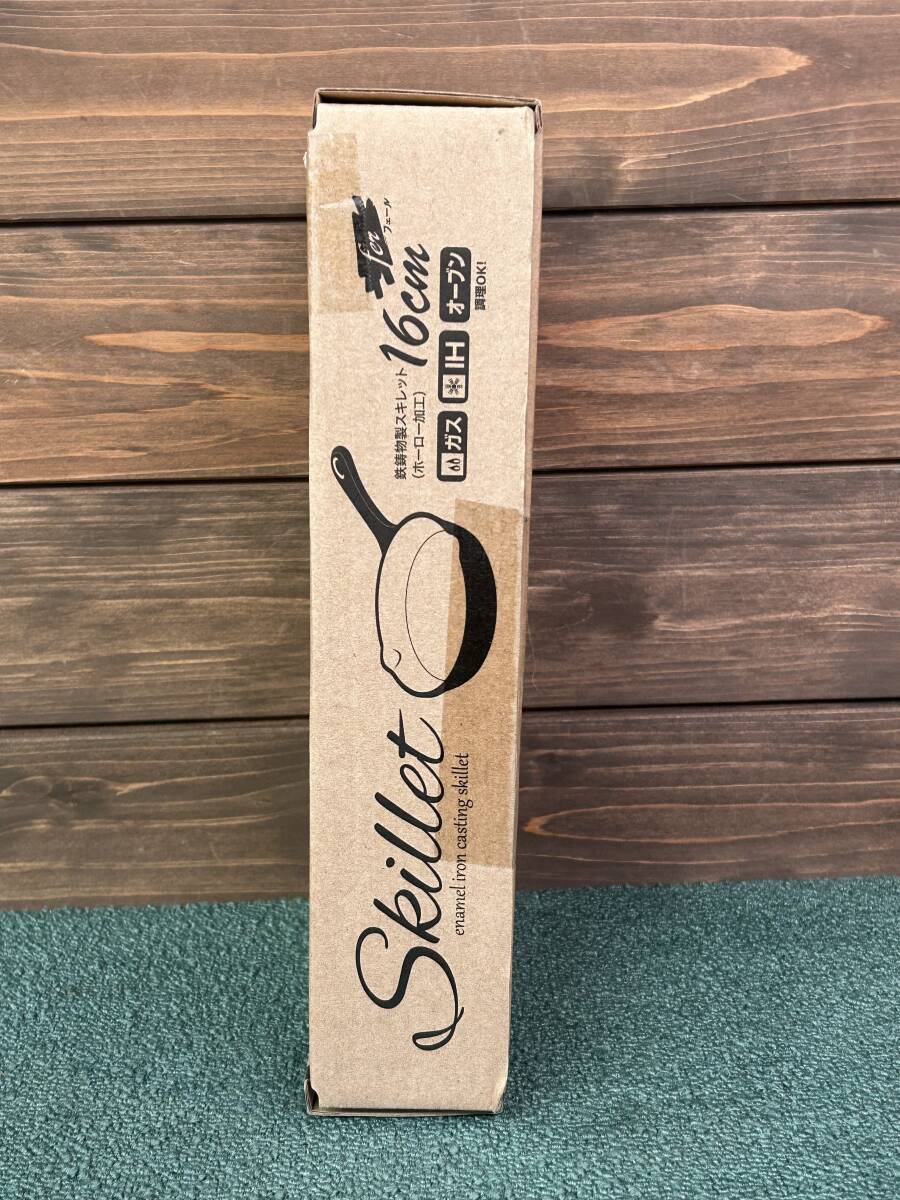 Skillet
enamel iron casting skillet
鉄鋳物製スキレット
(ホーロー加工)
16cm
fer
フェール
ガス
IH
オーブン
調理OK!